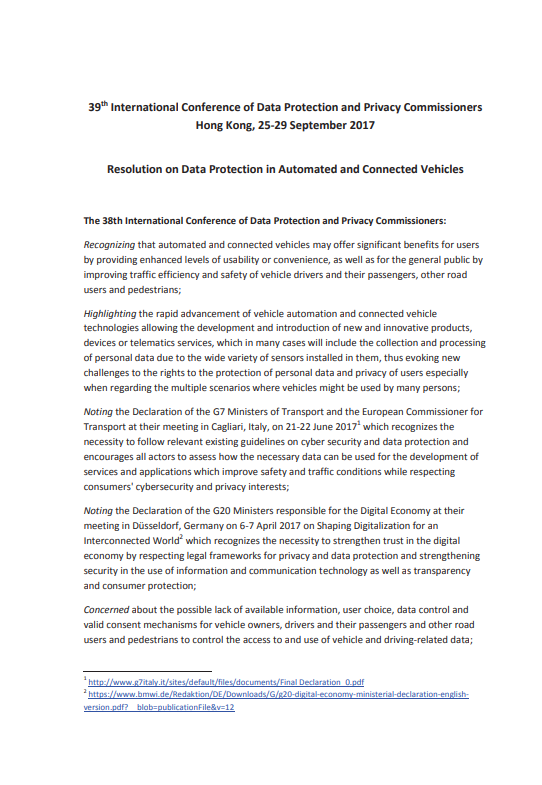 39th International Conference of Data Protection and Privacy Commissioners
Hong Kong, 25-29 September 2017
Resolution on Data Protection in Automated and Connected Vehicles
The 38th International Conference of Data Protection and Privacy Commissioners:
Recognizing that automated and connected vehicles may offer significant benefits for users
by providing enhanced levels of usability or convenience, as well as for the general public by
improving traffic efficiency and safety of vehicle drivers and their passengers, other road
users and pedestrians;
Highlighting the rapid advancement of vehicle automation and connected vehicle
technologies allowing the development and introduction of new and innovative products,
devices or telematics services, which in many cases will include the collection and processing
of personal data due to the wide variety of sensors installed in them, thus evoking new
challenges to the rights to the protection of personal data and privacy of users especially
when regarding the multiple scenarios where vehicles might be used by many persons;
Noting the Declaration of the G7 Ministers of Transport and the European Commissioner for
Transport at their meeting in Cagliari, Italy, on 21-22 June 2017¹ which recognizes the
necessity to follow relevant existing guidelines on cyber security and data protection and
encourages all actors to assess how the necessary data can be used for the development of
services and applications which improve safety and traffic conditions while respecting
consumers' cybersecurity and privacy interests;
Noting the Declaration of the G20 Ministers responsible for the Digital Economy at their
meeting in Düsseldorf, Germany on 6-7 April 2017 on Shaping Digitalization for an
Interconnected World² which recognizes the necessity to strengthen trust in the digital
economy by respecting legal frameworks for privacy and data protection and strengthening
security in the use of information and communication technology as well as transparency
and consumer protection;
Concerned about the possible lack of available information, user choice, data control and
valid consent mechanisms for vehicle owners, drivers and their passengers and other road
users and pedestrians to control the access to and use of vehicle and driving-related data;
¹ http://www.g7italy.it/sites/default/files/documents/Final Declaration_0.pdf
² https://www.bmwi.de/Redaktion/DE/Downloads/G/g20-digital-economy-ministerial-declaration-english-
version.pdf?__blob=publicationFile&v=12